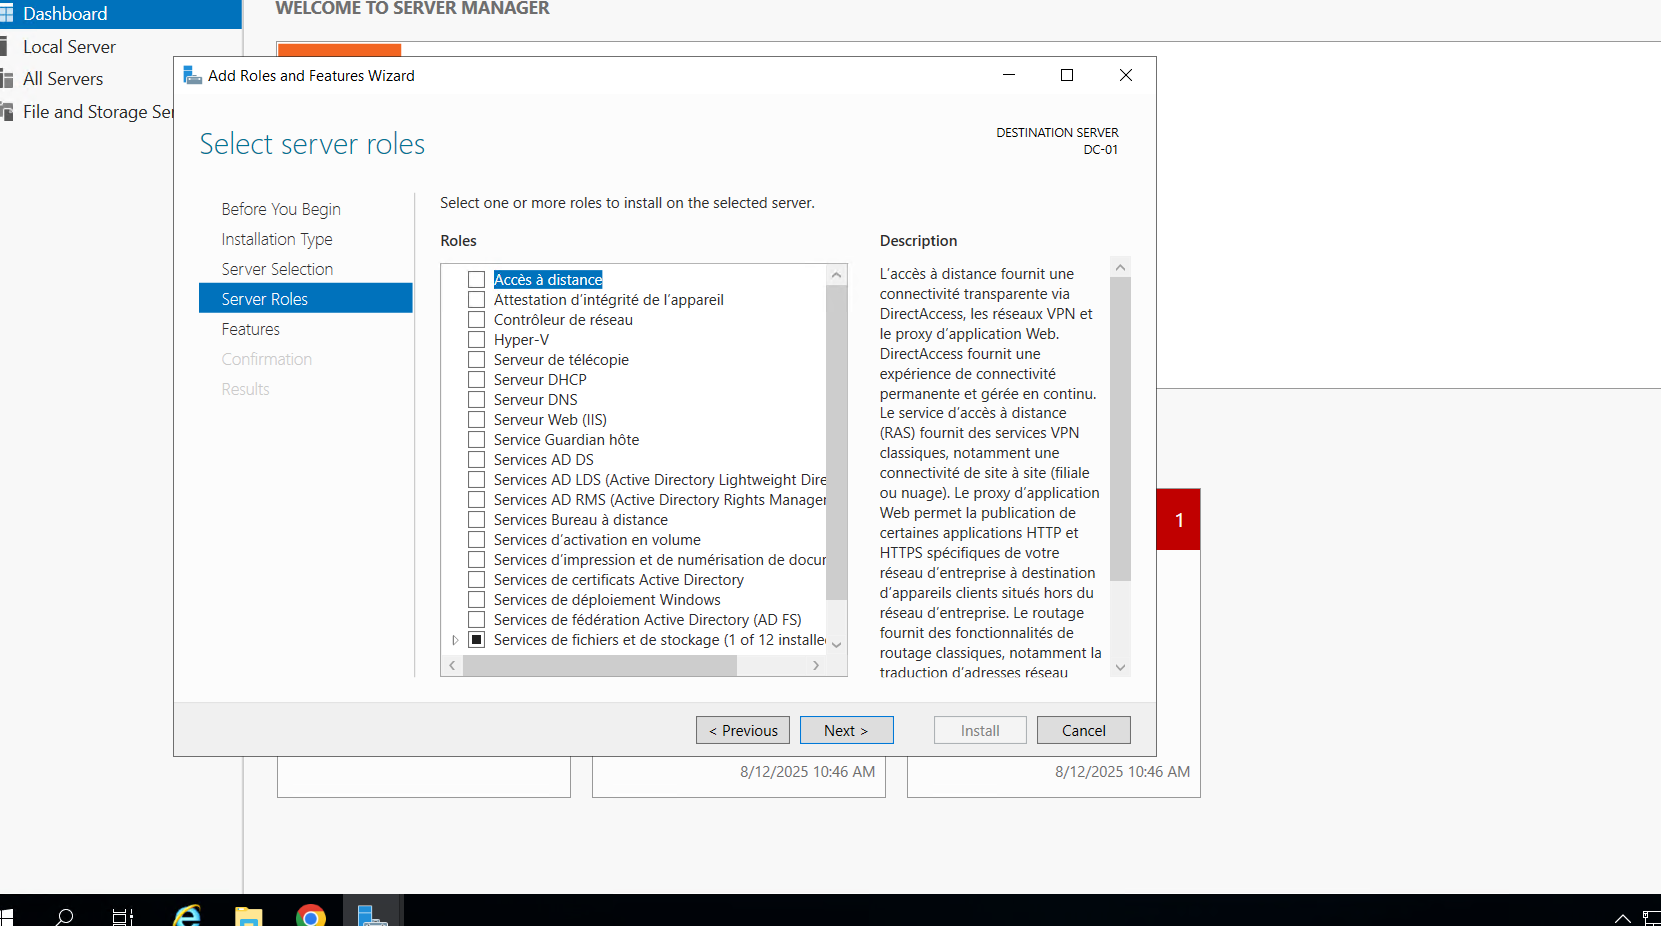 Dashboard
WELCOME TO SERVER MANAGER
Local Server
All Servers
File and Storage Ser
Add Roles and Features Wizard
Select server roles
DESTINATION SERVER
DC-01
Before You Begin
Installation Type
Server Selection
Server Roles
Features
Confirmation
Results
Select one or more roles to install on the selected server.
Roles
Accès à distance
Attestation d’intégrité de l’appareil
Contrôleur de réseau
Hyper-V
Serveur de télécopie
Serveur DHCP
Serveur DNS
Serveur Web (IIS)
Service Guardian hôte
Services AD DS
Services AD LDS (Active Directory Lightweight Dire
Services AD RMS (Active Directory Rights Manager
Services Bureau à distance
Services d’activation en volume
Services d’impression et de numérisation de docur
Services de certificats Active Directory
Services de déploiement Windows
Services de fédération Active Directory (AD FS)
Services de fichiers et de stockage (1 of 12 installe
Description
L’accès à distance fournit une
connectivité transparente via
DirectAccess, les réseaux VPN et
le proxy d’application Web.
DirectAccess fournit une
expérience de connectivité
permanente et gérée en continu.
Le service d’accès à distance
(RAS) fournit des services VPN
classiques, notamment une
connectivité de site à site (filiale
ou nuage). Le proxy d’application
Web permet la publication de
certaines applications HTTP et
HTTPS spécifiques de votre
réseau d’entreprise à destination
d’appareils clients situés hors du
réseau d’entreprise. Le routage
fournit des fonctionnalités de
routage classiques, notamment la
traduction d’adresses réseau
1
< Previous
Next >
Install
Cancel
8/12/2025 10:46 AM
8/12/2025 10:46 AM